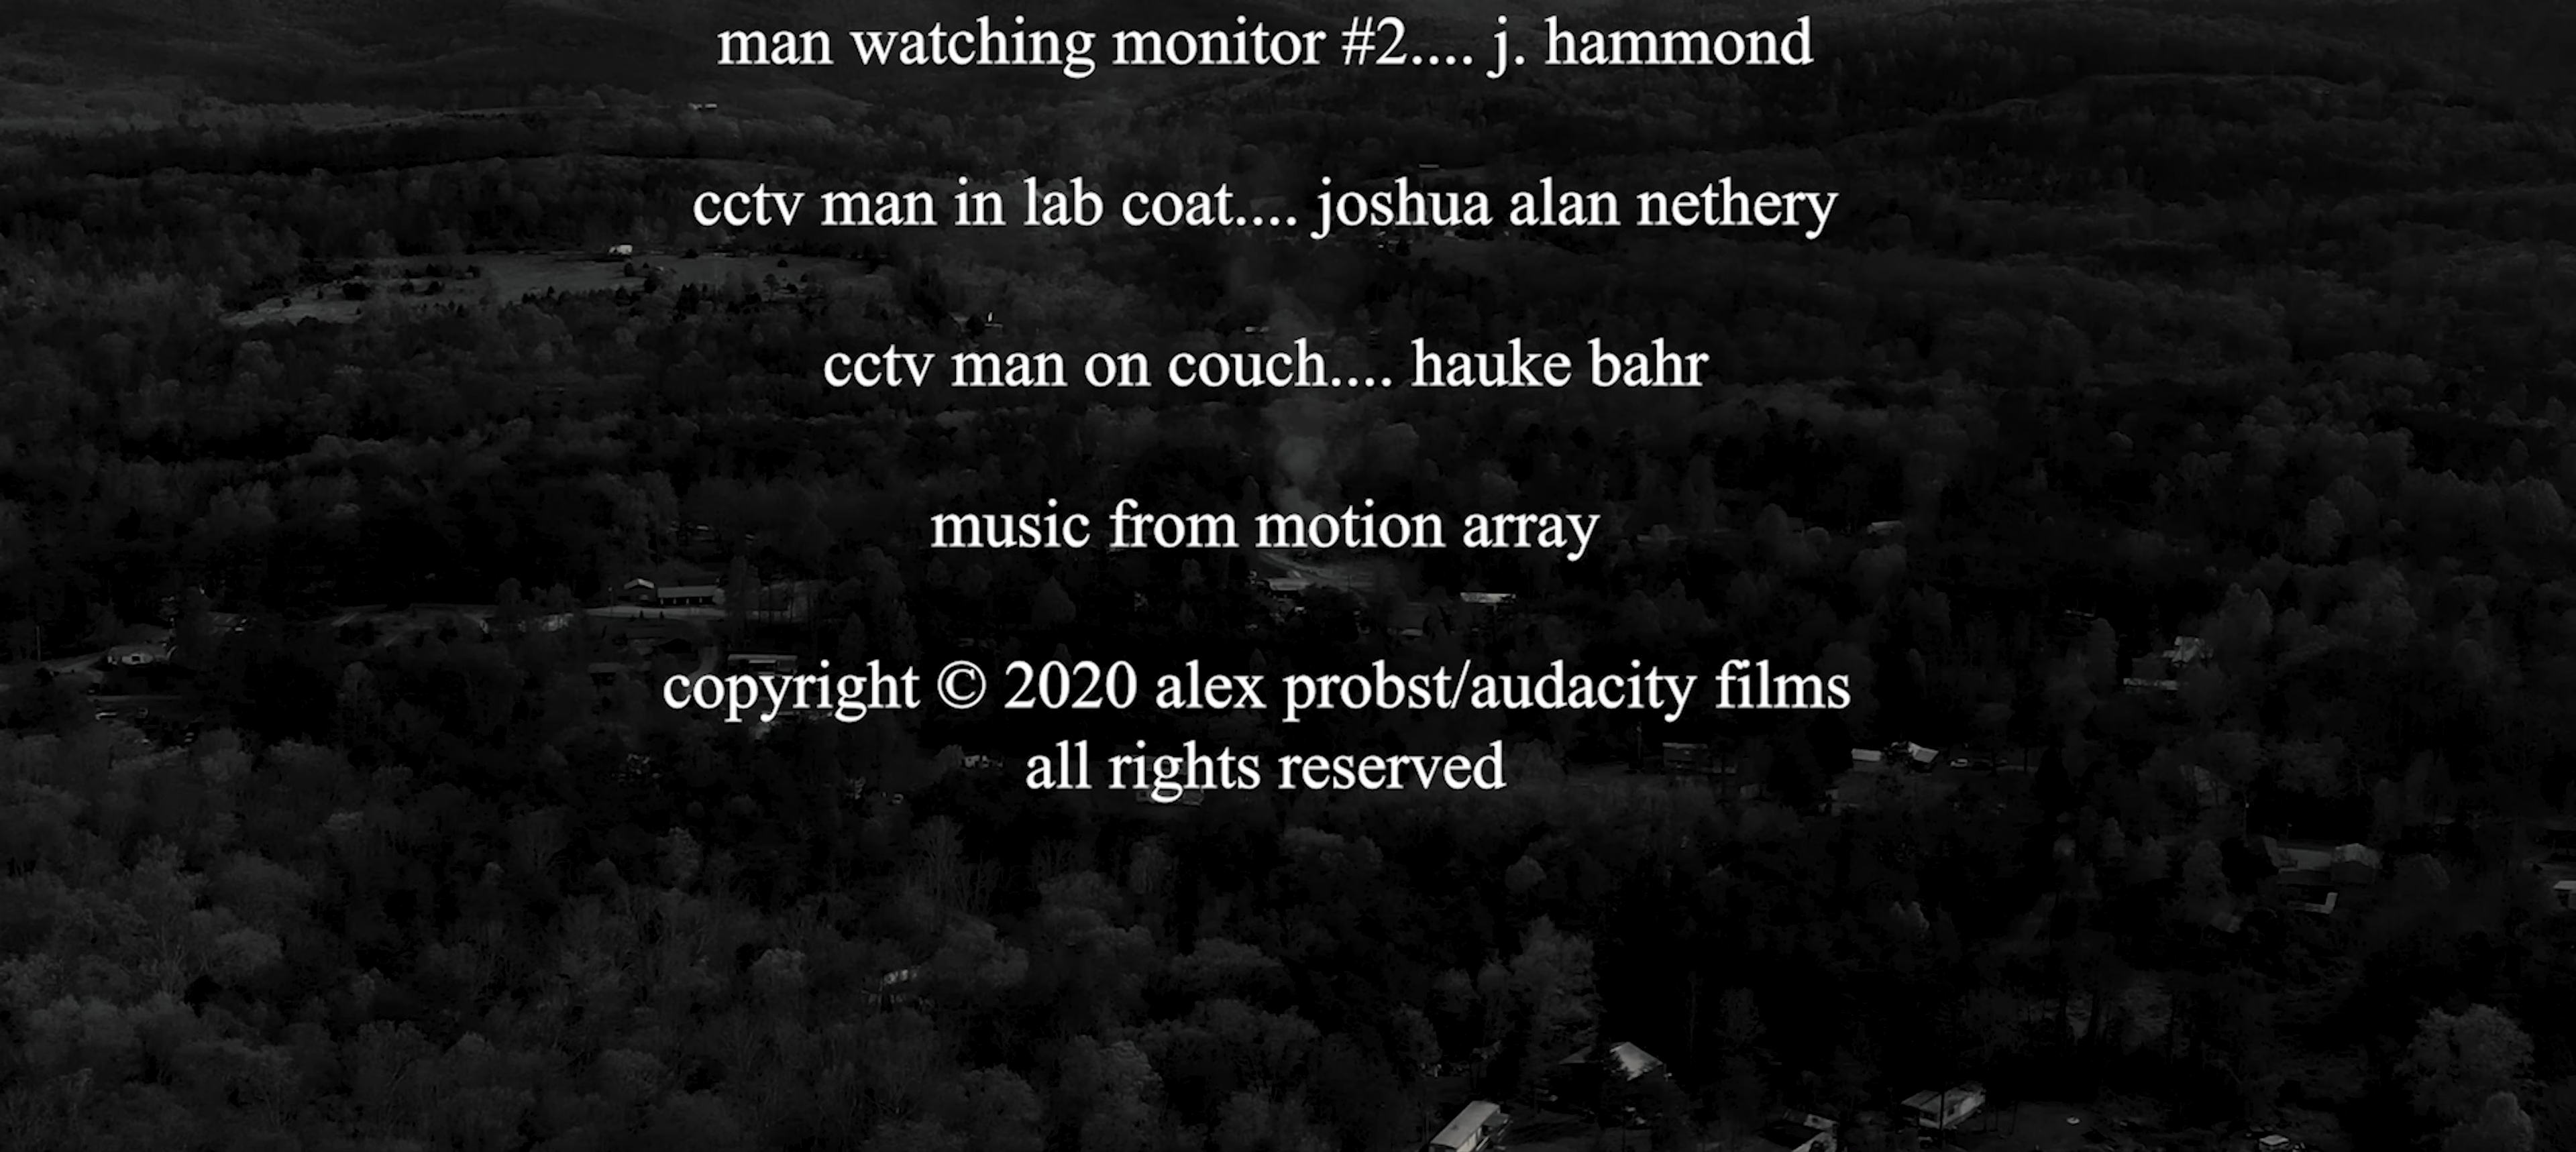 man watching monitor #2.... j. hammond
cctv man in lab coat.... joshua alan nethery
cctv man on couch.... hauke bahr
music from motion array
copyright © 2020 alex probst/audacity films
all rights reserved